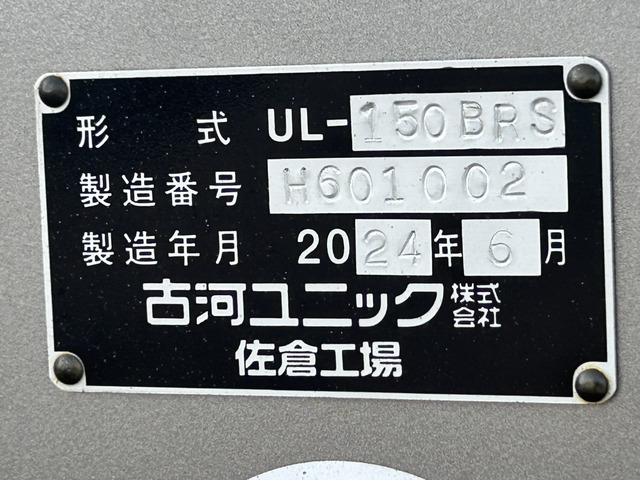 形式 UL-150BRS
製造番号 H601002
製造年月 2024年6月
古河ユニック株式会社
佐倉工場